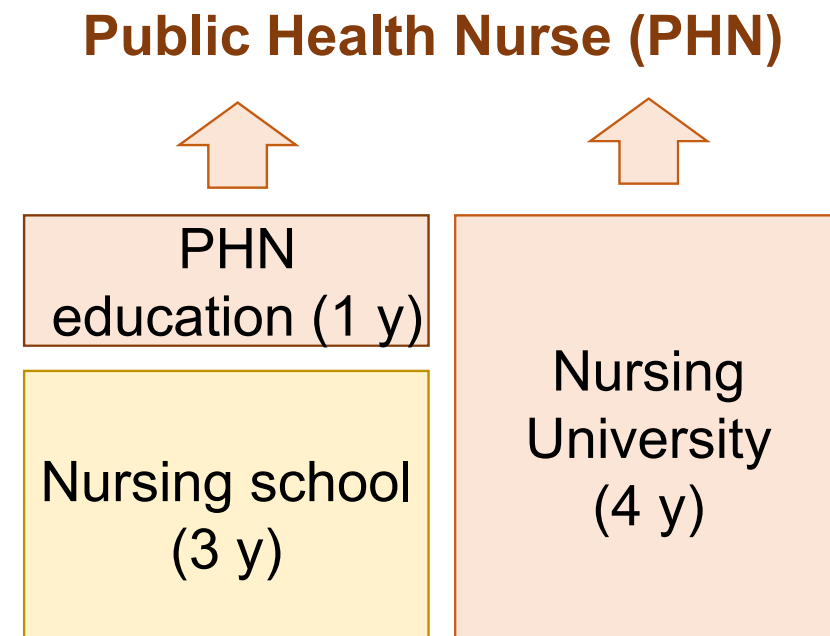 Public Health Nurse (PHN)
PHN
education (1 y)
Nursing school
(3 y)
Nursing
University
(4 y)